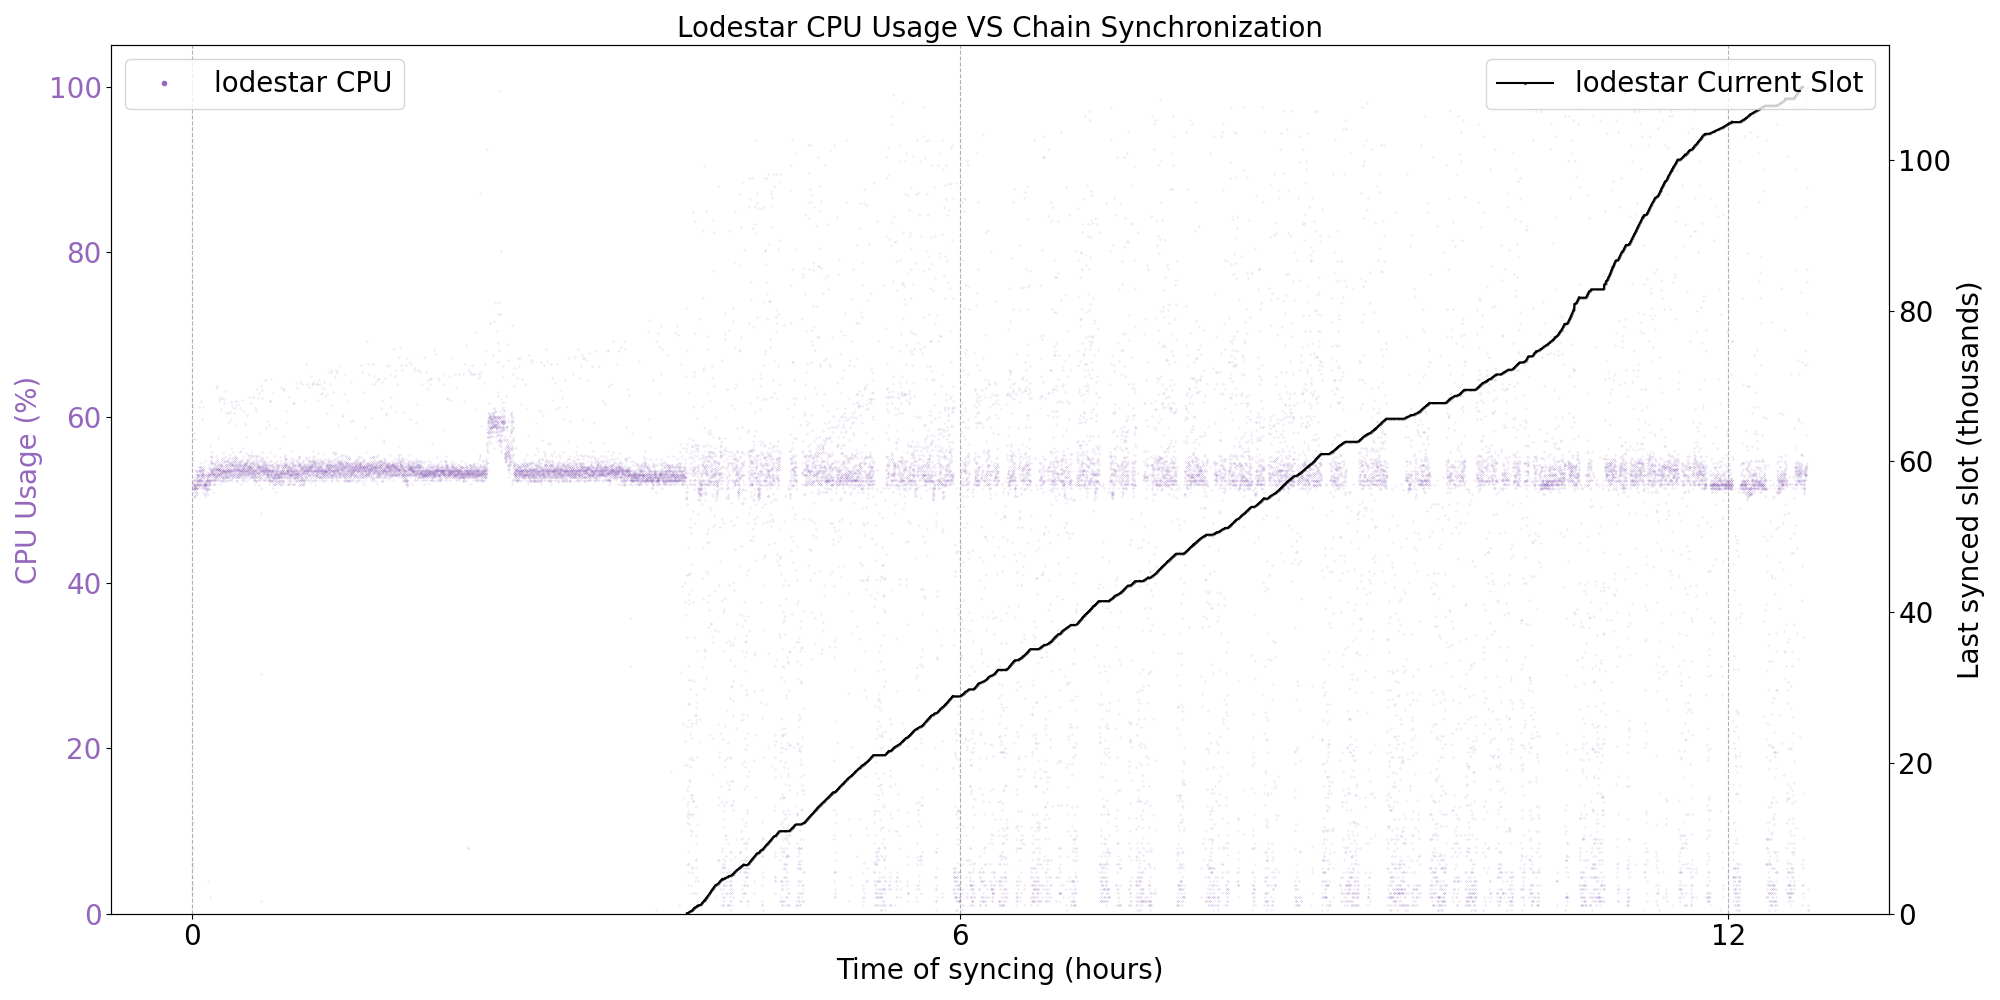 Lodestar CPU Usage VS Chain Synchronization
lodestar CPU
lodestar Current Slot
CPU Usage (%)
100
80
60
40
20
0
Last synced slot (thousands)
100
80
60
40
20
0
0 6 12
Time of syncing (hours)